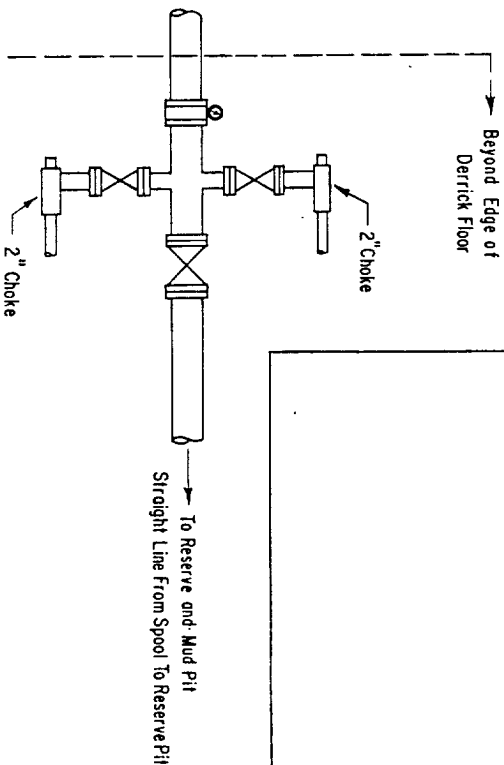 Beyond Edge of
Derrick Floor
2" Choke
2" Choke
To Reserve and Mud Pit
Straight Line From Spool To Reserve Pit